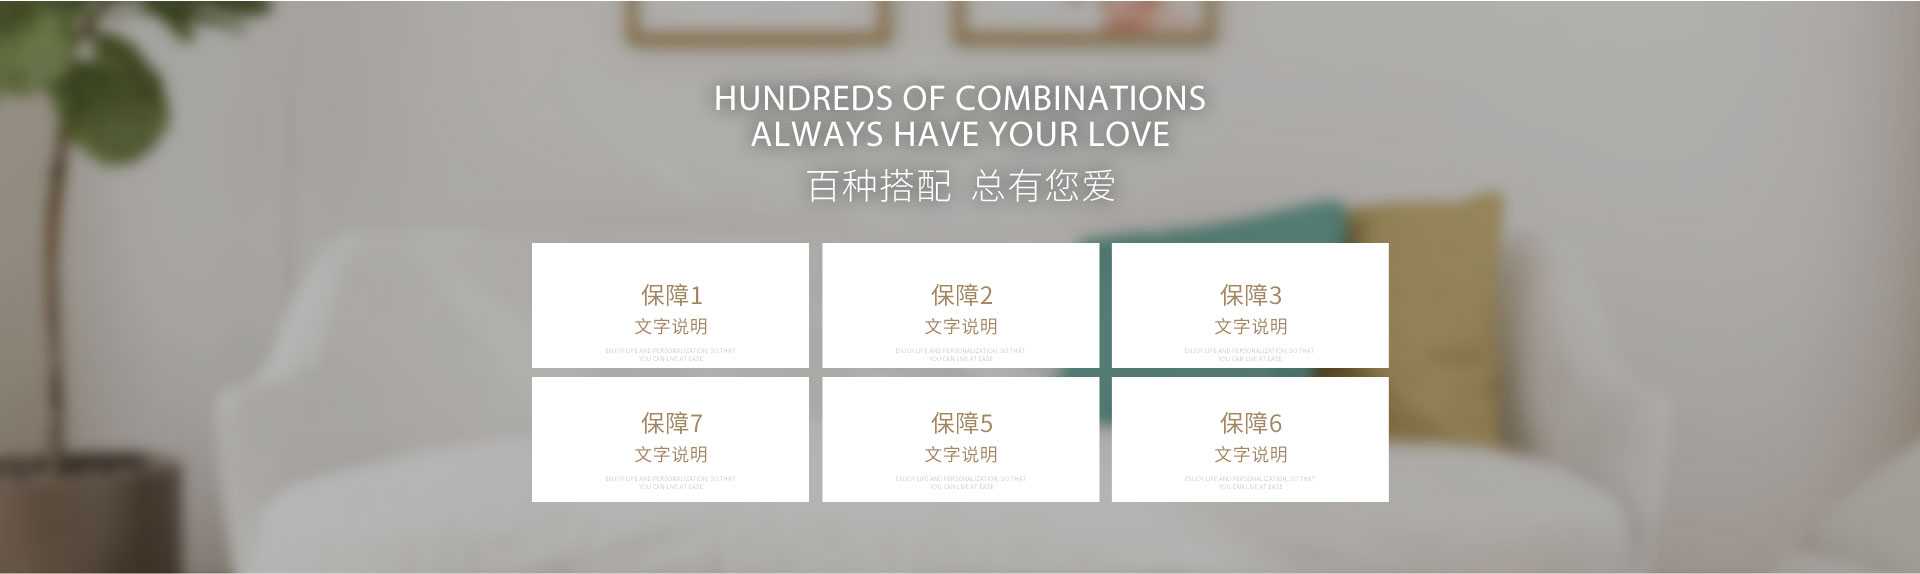 HUNDREDS OF COMBINATIONS
ALWAYS HAVE YOUR LOVE
百种搭配 总有您爱
保障1
文字说明
ENJOY LIFE AND PERSONALIZATION, SO THAT
YOU CAN LIVE AT EASE
保障2
文字说明
ENJOY LIFE AND PERSONALIZATION, SO THAT
YOU CAN LIVE AT EASE
保障3
文字说明
ENJOY LIFE AND PERSONALIZATION, SO THAT
YOU CAN LIVE AT EASE
保障7
文字说明
ENJOY LIFE AND PERSONALIZATION, SO THAT
YOU CAN LIVE AT EASE
保障5
文字说明
ENJOY LIFE AND PERSONALIZATION, SO THAT
YOU CAN LIVE AT EASE
保障6
文字说明
ENJOY LIFE AND PERSONALIZATION, SO THAT
YOU CAN LIVE AT EASE